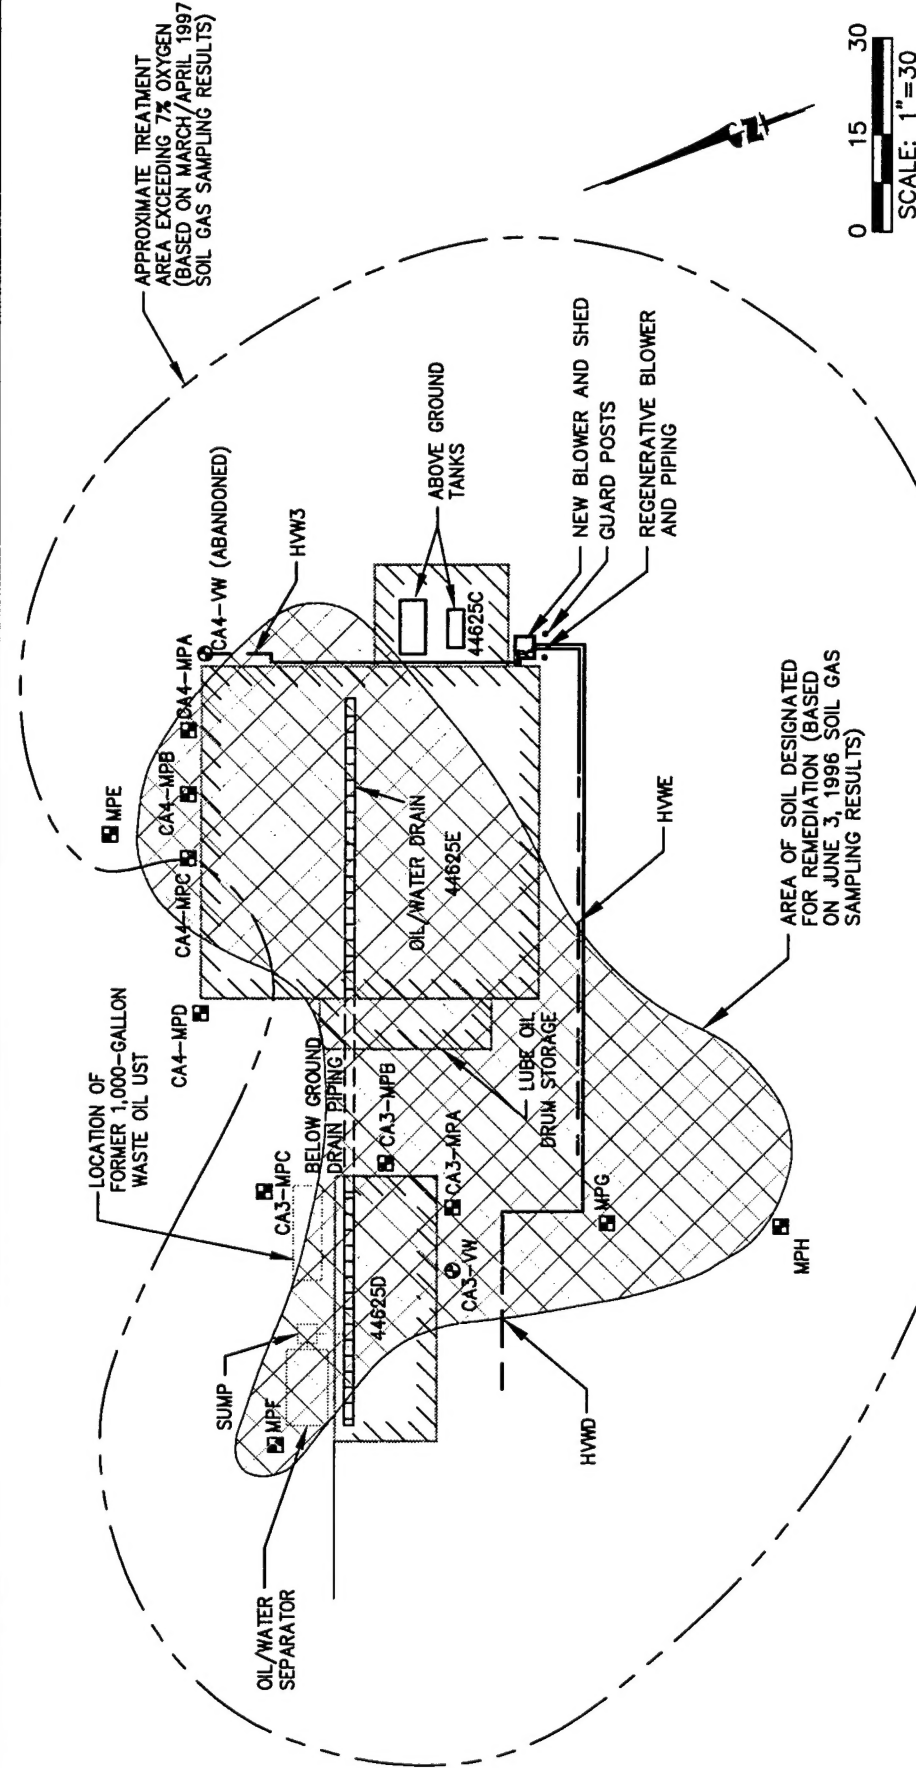 APPROXIMATE TREATMENT
AREA EXCEEDING 7% OXYGEN
(BASED ON MARCH/APRIL 1997
SOIL GAS SAMPLING RESULTS)
LOCATION OF
FORMER 1,000-GALLON
WASTE OIL UST
MPE
CA4-MPD
CA4-MPC
CA4-MPB
CA4-MPA
CA4-VW (ABANDONED)
HVW3
SUMP
CA3-MPC
MPF
OIL/WATER
SEPARATOR
BELOW GROUND
DRAIN PIPING
CA3-MPB
44625D
OIL/WATER DRAIN
44625E
ABOVE GROUND
TANKS
44625C
CA3-MPA
CA3-VW
LUBE OIL
DRUM STORAGE
NEW BLOWER AND SHED
GUARD POSTS
REGENERATIVE BLOWER
AND PIPING
HVWD
MPG
HVWE
MPH
AREA OF SOIL DESIGNATED
FOR REMEDIATION (BASED
ON JUNE 3, 1996 SOIL GAS
SAMPLING RESULTS)
N
0 15 30
SCALE: 1"=30